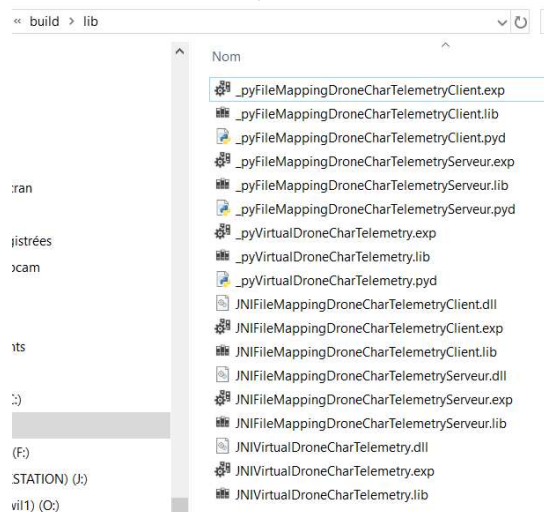 « build > lib
Nom
_pyFileMappingDroneCharTelemetryClient.exp
_pyFileMappingDroneCharTelemetryClient.lib
_pyFileMappingDroneCharTelemetryClient.pyd
_pyFileMappingDroneCharTelemetryServeur.exp
_pyFileMappingDroneCharTelemetryServeur.lib
_pyFileMappingDroneCharTelemetryServeur.pyd
_pyVirtualDroneCharTelemetry.exp
_pyVirtualDroneCharTelemetry.lib
_pyVirtualDroneCharTelemetry.pyd
JNIFileMappingDroneCharTelemetryClient.dll
JNIFileMappingDroneCharTelemetryClient.exp
JNIFileMappingDroneCharTelemetryClient.lib
JNIFileMappingDroneCharTelemetryServeur.dll
JNIFileMappingDroneCharTelemetryServeur.exp
JNIFileMappingDroneCharTelemetryServeur.lib
JNIVirtualDroneCharTelemetry.dll
JNIVirtualDroneCharTelemetry.exp
JNIVirtualDroneCharTelemetry.lib
ran
gistrées
ocam
nts
:)
(F:)
STATION) (J:)
wil1) (O:)